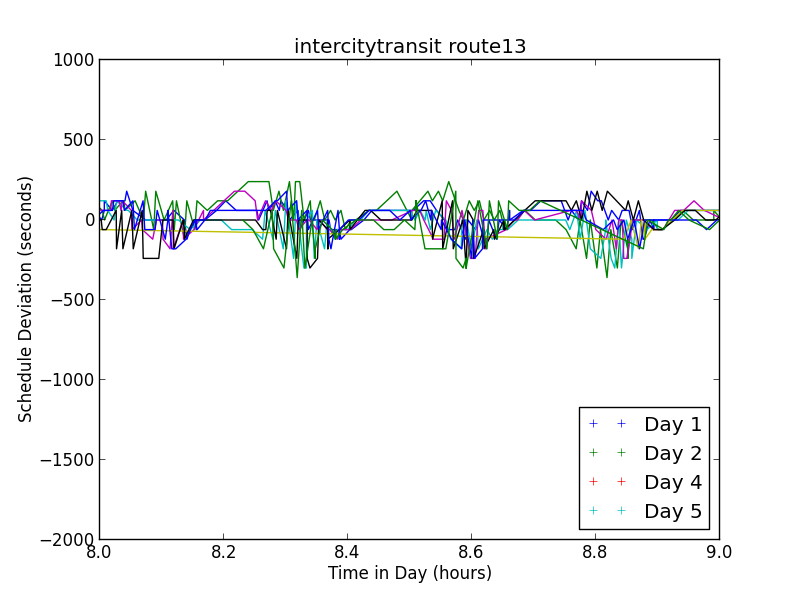 intercitytransit route13
1000
500
0
−500
−1000
−1500
−2000
Schedule Deviation (seconds)
Day 1
Day 2
Day 4
Day 5
8.0 8.2 8.4 8.6 8.8 9.0
Time in Day (hours)